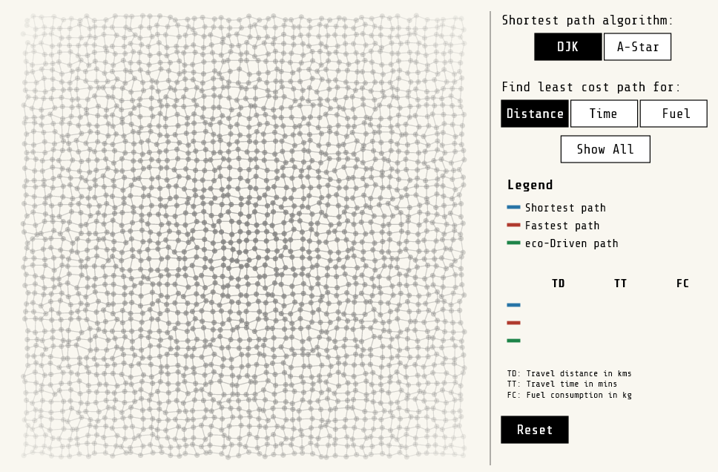 Shortest path algorithm:
DJK A-Star
Find least cost path for:
Distance Time Fuel
Show All
Legend
Shortest path
Fastest path
eco-Driven path
TD TT FC
TD: Travel distance in kms
TT: Travel time in mins
FC: Fuel consumption in kg
Reset